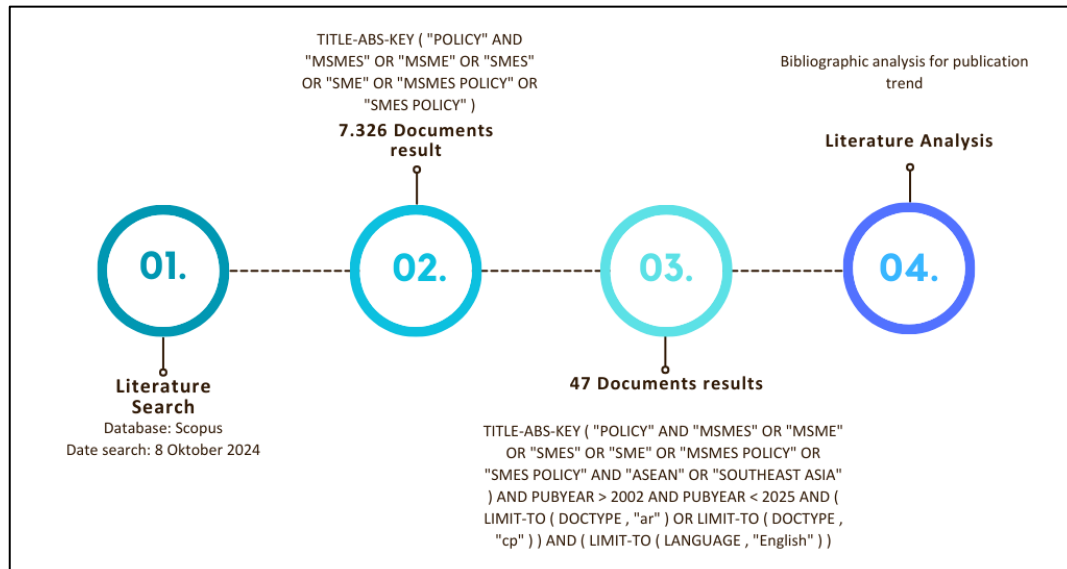 01.
Literature
Search
Database: Scopus
Date search: 8 Oktober 2024
TITLE-ABS-KEY ( "POLICY" AND
"MSMES" OR "MSME" OR "SMES"
OR "SME" OR "MSMES POLICY" OR
"SMES POLICY" )
7.326 Documents
result
02.
03.
47 Documents results
TITLE-ABS-KEY ( "POLICY" AND "MSMES" OR "MSME"
OR "SMES" OR "SME" OR "MSMES POLICY" OR
"SMES POLICY" AND "ASEAN" OR "SOUTHEAST ASIA"
) AND PUBYEAR > 2002 AND PUBYEAR < 2025 AND (
LIMIT-TO ( DOCTYPE , "ar" ) OR LIMIT-TO ( DOCTYPE ,
"cp" ) ) AND ( LIMIT-TO ( LANGUAGE , "English" ) )
Bibliographic analysis for publication
trend
Literature Analysis
04.